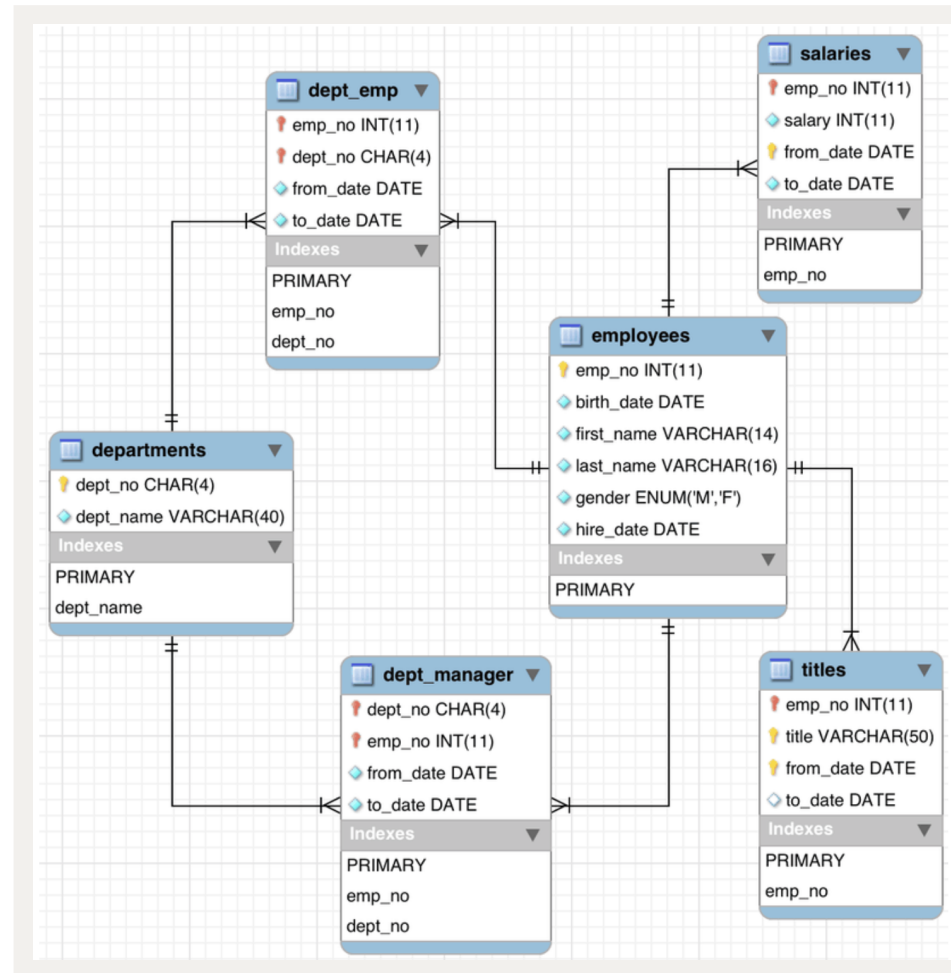 dept_emp
emp_no INT(11)
dept_no CHAR(4)
from_date DATE
to_date DATE
Indexes
PRIMARY
emp_no
dept_no
salaries
emp_no INT(11)
salary INT(11)
from_date DATE
to_date DATE
Indexes
PRIMARY
emp_no
employees
emp_no INT(11)
birth_date DATE
first_name VARCHAR(14)
last_name VARCHAR(16)
gender ENUM('M','F')
hire_date DATE
Indexes
PRIMARY
departments
dept_no CHAR(4)
dept_name VARCHAR(40)
Indexes
PRIMARY
dept_name
dept_manager
dept_no CHAR(4)
emp_no INT(11)
from_date DATE
to_date DATE
Indexes
PRIMARY
emp_no
dept_no
titles
emp_no INT(11)
title VARCHAR(50)
from_date DATE
to_date DATE
Indexes
PRIMARY
emp_no